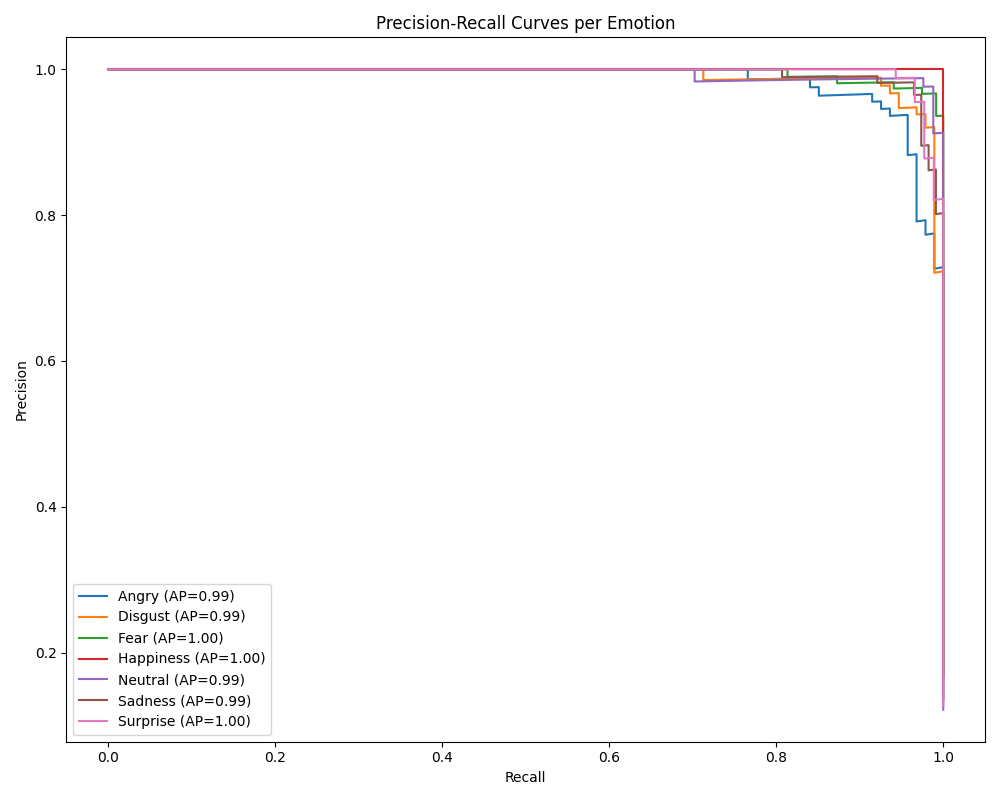 Precision-Recall Curves per Emotion
1.0
0.8
0.6
0.4
0.2
Precision
Angry (AP=0.99)
Disgust (AP=0.99)
Fear (AP=1.00)
Happiness (AP=1.00)
Neutral (AP=0.99)
Sadness (AP=0.99)
Surprise (AP=1.00)
0.0 0.2 0.4 0.6 0.8 1.0
Recall